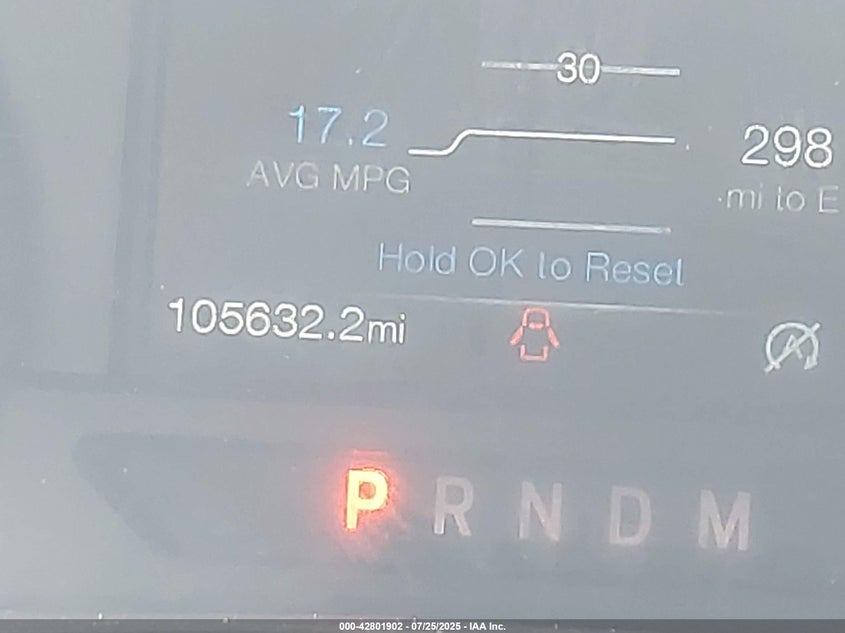 30
17.2
AVG MPG
298
mi to E
Hold OK to Reset
105632.2mi
A
P R N D M
000-42801902 - 07/25/2025 - IAA Inc.